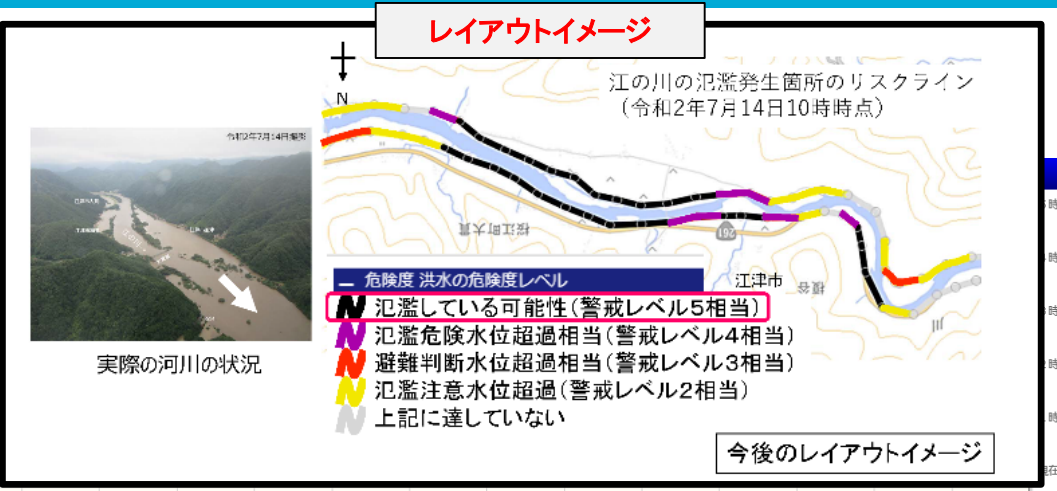 レイアウトイメージ
N
江の川の氾濫発生箇所のリスクライン
(令和2年7月14日10時時点)
令和2年7月14日撮影
261
江津市
川
危険度 洪水の危険度レベル
氾濫している可能性(警戒レベル5相当)
氾濫危険水位超過相当(警戒レベル4相当)
避難判断水位超過相当(警戒レベル3相当)
氾濫注意水位超過(警戒レベル2相当)
上記に達していない
実際の河川の状況
今後のレイアウトイメージ